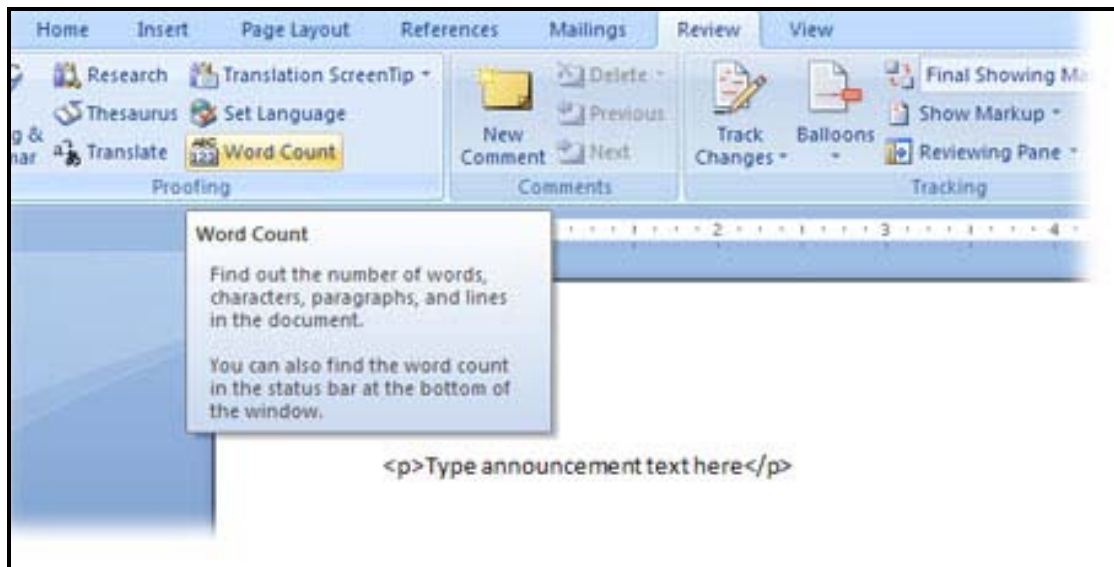 Home Insert Page Layout References Mailings Review View
Research Translation ScreenTip Delete Final Showing
Thesaurus Set Language Previous Show Markup
Translate Word Count New Comment Next Track Changes Balloons Reviewing Pane
Proofing Comments Tracking
2 3 4
Word Count
Find out the number of words,
characters, paragraphs, and lines
in the document.
You can also find the word count
in the status bar at the bottom of
the window.
<p>Type announcement text here</p>